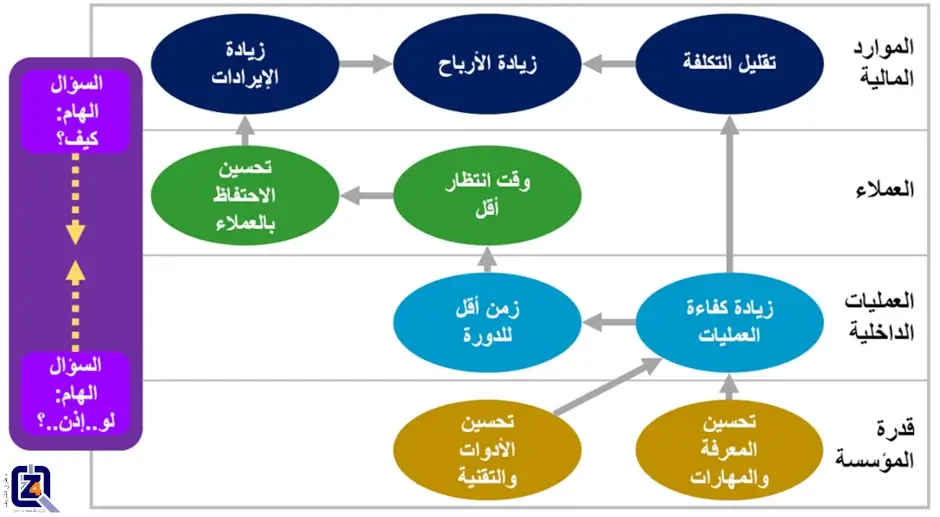 الموارد
المالية
تقليل التكلفة
زيادة الأرباح
زيادة
الإيرادات
العملاء
وقت انتظار
أقل
تحسين
الاحتفاظ
بالعملاء
العمليات
الداخلية
زيادة كفاءة
العمليات
زمن أقل
للدورة
قدرة
المؤسسة
تحسين
المعرفة
والمهارات
تحسين
الأدوات
والتقنية
السؤال
الهام:
كيف؟
السؤال
الهام:
لو..إذن..؟
Z4